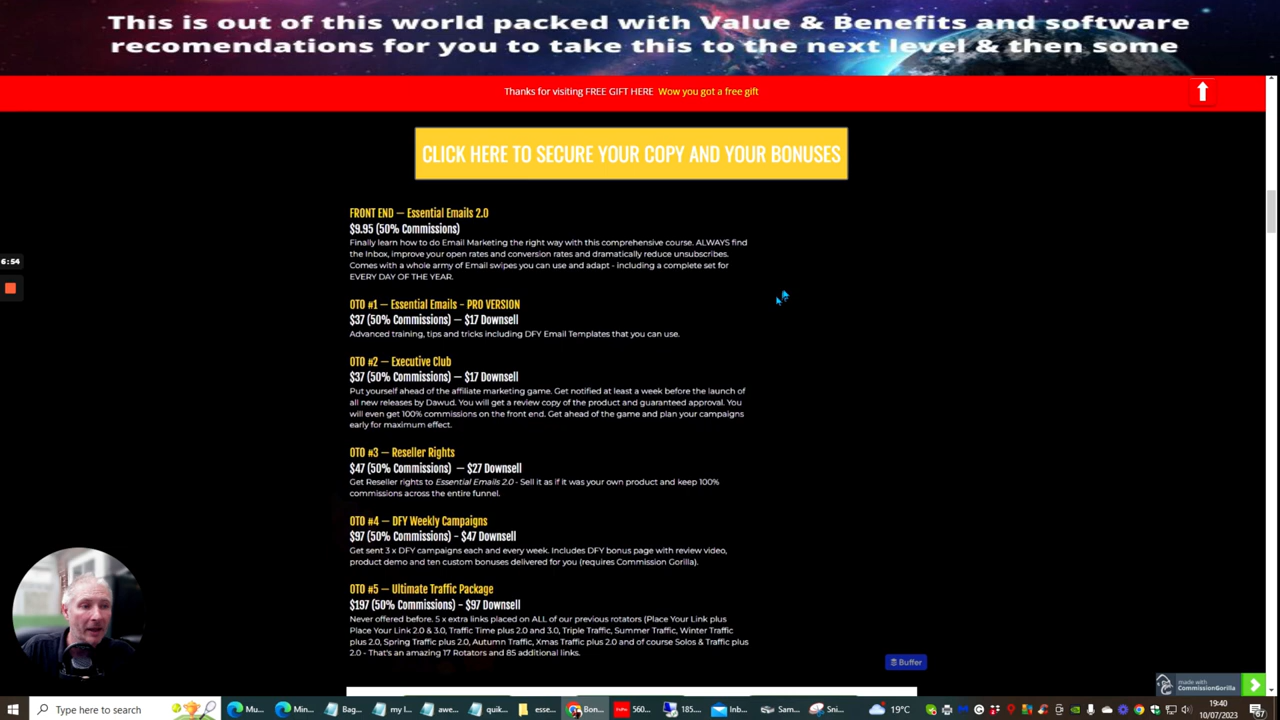 This is out of this world packed with Value & Benefits and software
recomendations for you to take this to the next level & then some
Thanks for visiting FREE GIFT HERE Wow you got a free gift
CLICK HERE TO SECURE YOUR COPY AND YOUR BONUSES
FRONT END — Essential Emails 2.0
$9.95 (50% Commissions)
Finally learn how to do Email Marketing the right way with this comprehensive course. ALWAYS find
the Inbox, improve your open rates and conversion rates and dramatically reduce unsubscribes.
Comes with a whole army of Email swipes you can use and adapt - including a complete set for
EVERY DAY OF THE YEAR.
6:54
OTO #1 — Essential Emails - PRO VERSION
$37 (50% Commissions) — $17 Downsell
Advanced training, tips and tricks including DFY Email Templates that you can use.
OTO #2 — Executive Club
$37 (50% Commissions) — $17 Downsell
Put yourself ahead of the affiliate marketing game. Get notified at least a week before the launch of
all new releases by Dawud. You will get a review copy of the product and guaranteed approval. You
will even get 100% commissions on the front end. Get ahead of the game and plan your campaigns
early for maximum effect.
OTO #3 — Reseller Rights
$47 (50% Commissions) — $27 Downsell
Get Reseller rights to Essential Emails 2.0 - Sell it as if it was your own product and keep 100%
commissions across the entire funnel.
OTO #4 — DFY Weekly Campaigns
$97 (50% Commissions) - $47 Downsell
Get sent 3 x DFY campaigns each and every week. Includes DFY bonus page with review video,
product demo and ten custom bonuses delivered for you (requires Commission Gorilla).
OTO #5 — Ultimate Traffic Package
$197 (50% Commissions) - $97 Downsell
Never offered before. 5 x extra links placed on ALL of our previous rotators (Place Your Link plus
Place Your Link 2.0 & 3.0, Traffic Time plus 2.0 and 3.0, Triple Traffic, Summer Traffic, Winter Traffic
plus 2.0, Spring Traffic plus 2.0, Autumn Traffic, Xmas Traffic plus 2.0 and of course Solos & Traffic plus
2.0 - That's an amazing 17 Rotators and 85 additional links.
Buffer
made with
CommissionGorilla
Type here to search
Mu...
Min...
Bag...
my l...
awe...
quik...
esse...
Bon...
560...
185....
Inb...
Sam...
Sni...
19°C
19:40
10/07/2023